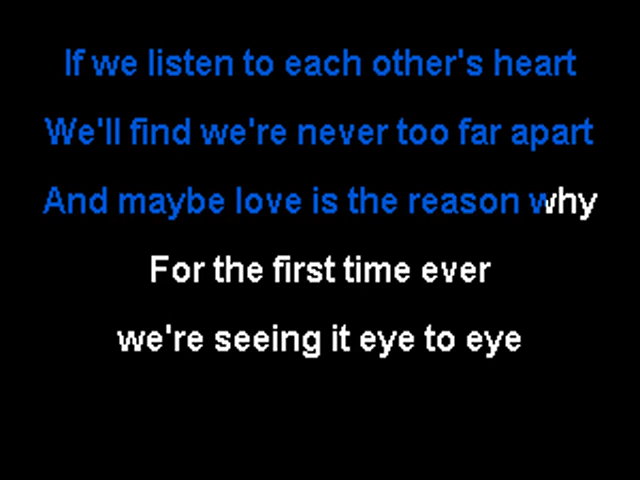 If we listen to each other's heart
We'll find we're never too far apart
And maybe love is the reason why
For the first time ever
we're seeing it eye to eye